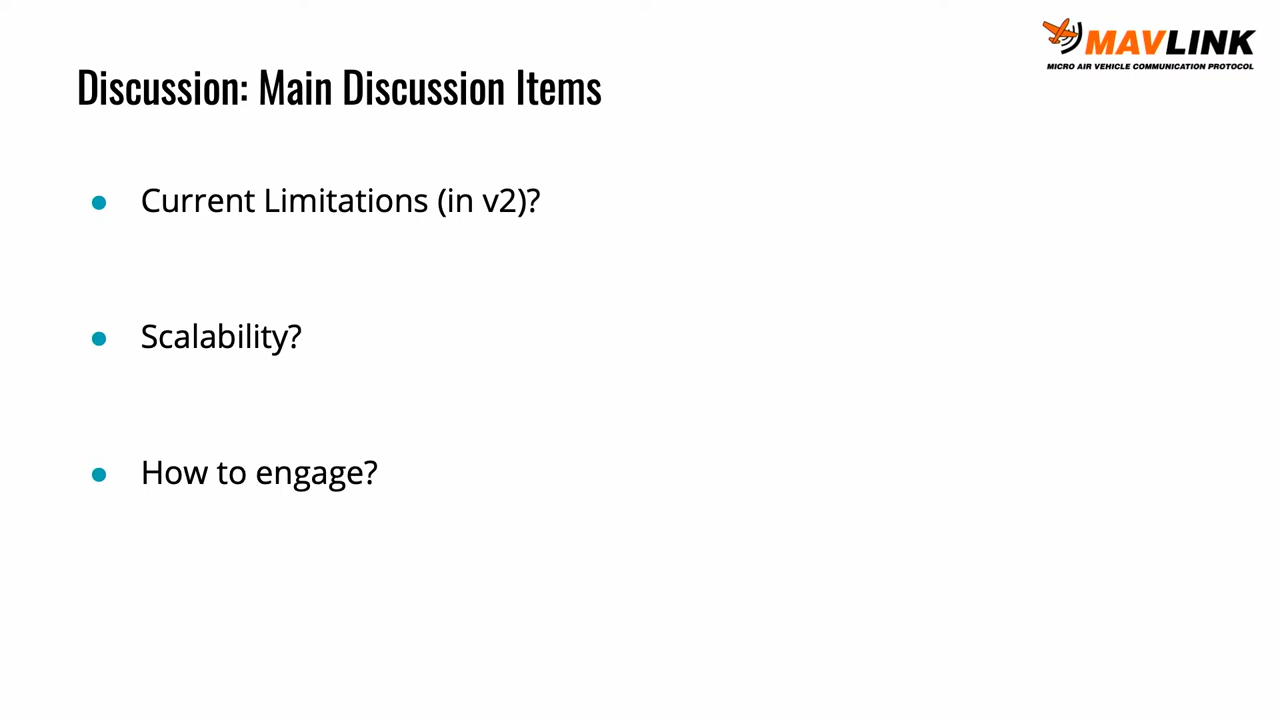 MAVLINK
MICRO AIR VEHICLE COMMUNICATION PROTOCOL
Discussion: Main Discussion Items
● Current Limitations (in v2)?
● Scalability?
● How to engage?